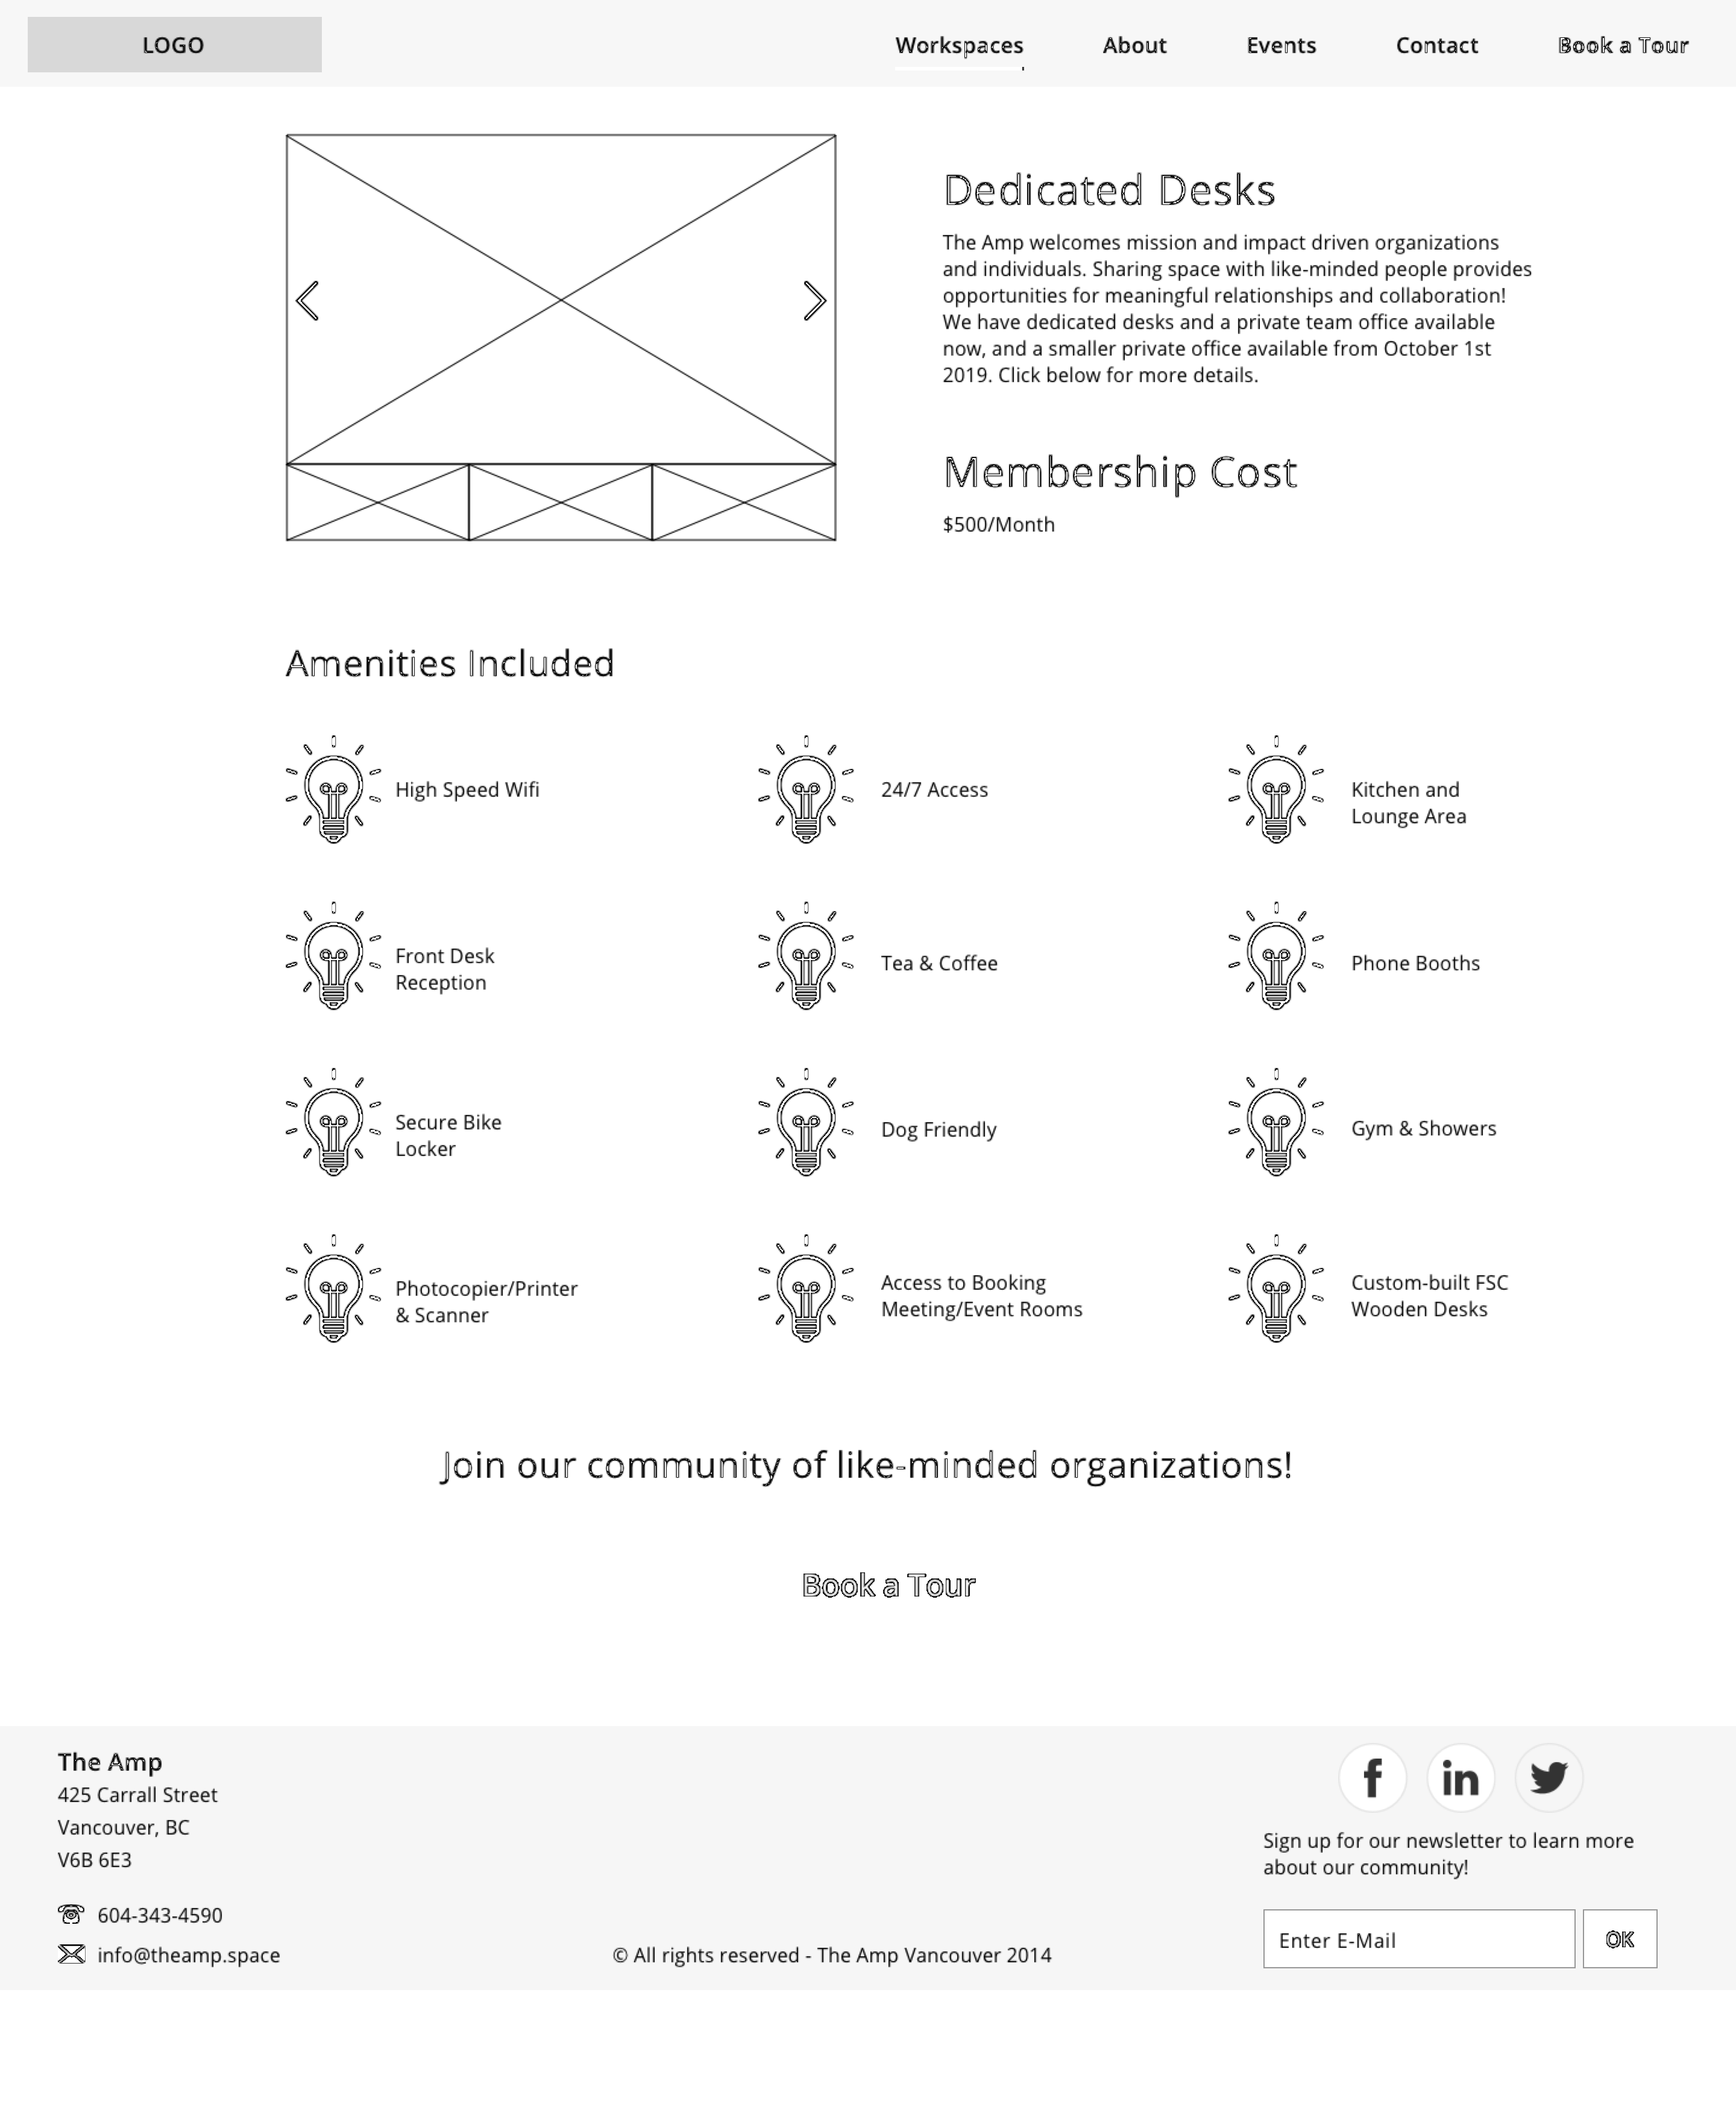 LOGO
Workspaces
About
Events
Contact
Book a Tour
Dedicated Desks
The Amp welcomes mission and impact driven organizations
and individuals. Sharing space with like-minded people provides
opportunities for meaningful relationships and collaboration!
We have dedicated desks and a private team office available
now, and a smaller private office available from October 1st
2019. Click below for more details.
Membership Cost
$500/Month
Amenities Included
High Speed Wifi
24/7 Access
Kitchen and
Lounge Area
Front Desk
Reception
Tea & Coffee
Phone Booths
Secure Bike
Locker
Dog Friendly
Gym & Showers
Photocopier/Printer
& Scanner
Access to Booking
Meeting/Event Rooms
Custom-built FSC
Wooden Desks
Join our community of like-minded organizations!
Book a Tour
The Amp
425 Carrall Street
Vancouver, BC
V6B 6E3
604-343-4590
info@theamp.space
© All rights reserved - The Amp Vancouver 2014
f
in
Sign up for our newsletter to learn more
about our community!
Enter E-Mail
OK